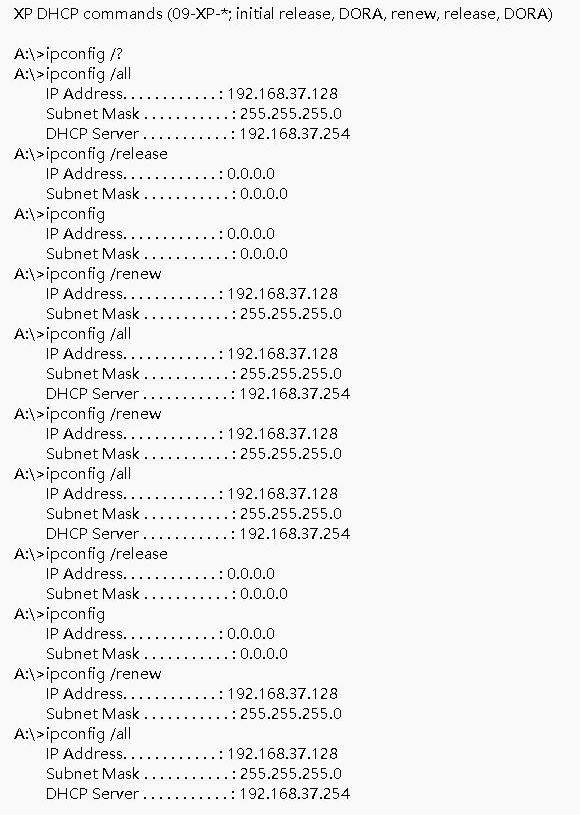 XP DHCP commands (09-XP-*; initial release, DORA, renew, release, DORA)
A:\>ipconfig /?
A:\>ipconfig /all
IP Address. . . . . . . . . . . . : 192.168.37.128
Subnet Mask . . . . . . . . . . . : 255.255.255.0
DHCP Server . . . . . . . . . . . : 192.168.37.254
A:\>ipconfig /release
IP Address. . . . . . . . . . . . : 0.0.0.0
Subnet Mask . . . . . . . . . . . : 0.0.0.0
A:\>ipconfig
IP Address. . . . . . . . . . . . : 0.0.0.0
Subnet Mask . . . . . . . . . . . : 0.0.0.0
A:\>ipconfig /renew
IP Address. . . . . . . . . . . . : 192.168.37.128
Subnet Mask . . . . . . . . . . . : 255.255.255.0
A:\>ipconfig /all
IP Address. . . . . . . . . . . . : 192.168.37.128
Subnet Mask . . . . . . . . . . . : 255.255.255.0
DHCP Server . . . . . . . . . . . : 192.168.37.254
A:\>ipconfig /renew
IP Address. . . . . . . . . . . . : 192.168.37.128
Subnet Mask . . . . . . . . . . . : 255.255.255.0
A:\>ipconfig /all
IP Address. . . . . . . . . . . . : 192.168.37.128
Subnet Mask . . . . . . . . . . . : 255.255.255.0
DHCP Server . . . . . . . . . . . : 192.168.37.254
A:\>ipconfig /release
IP Address. . . . . . . . . . . . : 0.0.0.0
Subnet Mask . . . . . . . . . . . : 0.0.0.0
A:\>ipconfig
IP Address. . . . . . . . . . . . : 0.0.0.0
Subnet Mask . . . . . . . . . . . : 0.0.0.0
A:\>ipconfig /renew
IP Address. . . . . . . . . . . . : 192.168.37.128
Subnet Mask . . . . . . . . . . . : 255.255.255.0
A:\>ipconfig /all
IP Address. . . . . . . . . . . . : 192.168.37.128
Subnet Mask . . . . . . . . . . . : 255.255.255.0
DHCP Server . . . . . . . . . . . : 192.168.37.254